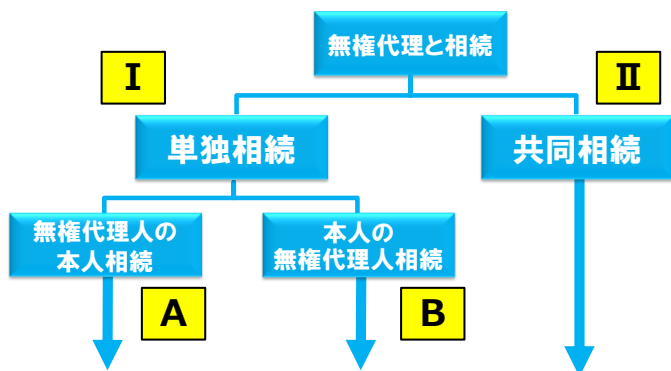 無権代理と相続
Ⅰ
Ⅱ
単独相続
共同相続
無権代理人の
本人相続
本人の
無権代理人相続
A
B